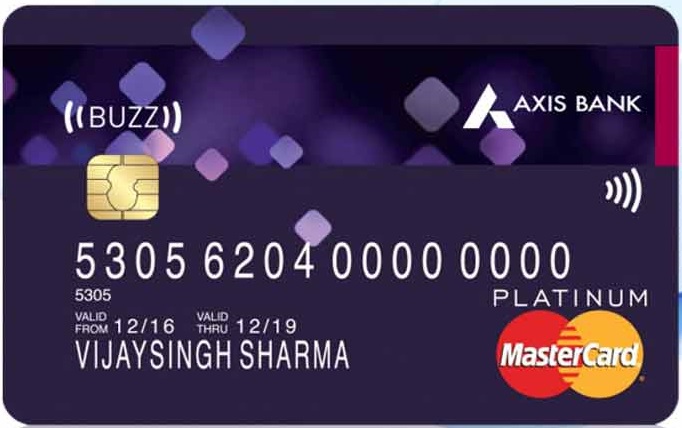 ((BUZZ))
AXIS BANK
5305 6204 0000 0000
5305
PLATINUM
VALID FROM 12/16 VALID THRU 12/19
VIJAYSINGH SHARMA
MasterCard